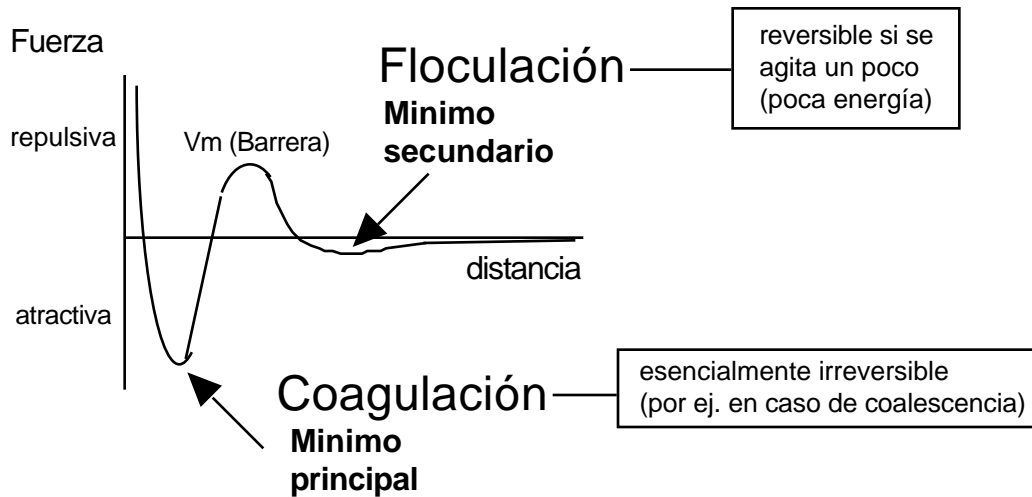 Fuerza
repulsiva
atractiva
Vm (Barrera)
Floculación
Minimo
secundario
reversible si se
agita un poco
(poca energía)
distancia
Coagulación
Minimo
principal
esencialmente irreversible
(por ej. en caso de coalescencia)